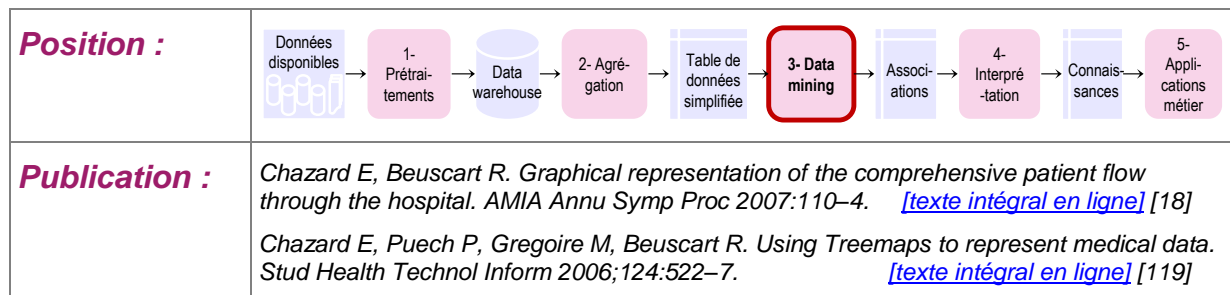 Position :
Données
disponibles
1-
Prétrai-
tements
Data
warehouse
2- Agré-
gation
Table de
données
simplifiée
3- Data
mining
Associ-
ations
4-
Interpré
-tation
Connais-
sances
5-
Appli-
cations
métier
Publication :
Chazard E, Beuscart R. Graphical representation of the comprehensive patient flow
through the hospital. AMIA Annu Symp Proc 2007:110–4. [texte intégral en ligne] [18]
Chazard E, Puech P, Gregoire M, Beuscart R. Using Treemaps to represent medical data.
Stud Health Technol Inform 2006;124:522–7. [texte intégral en ligne] [119]